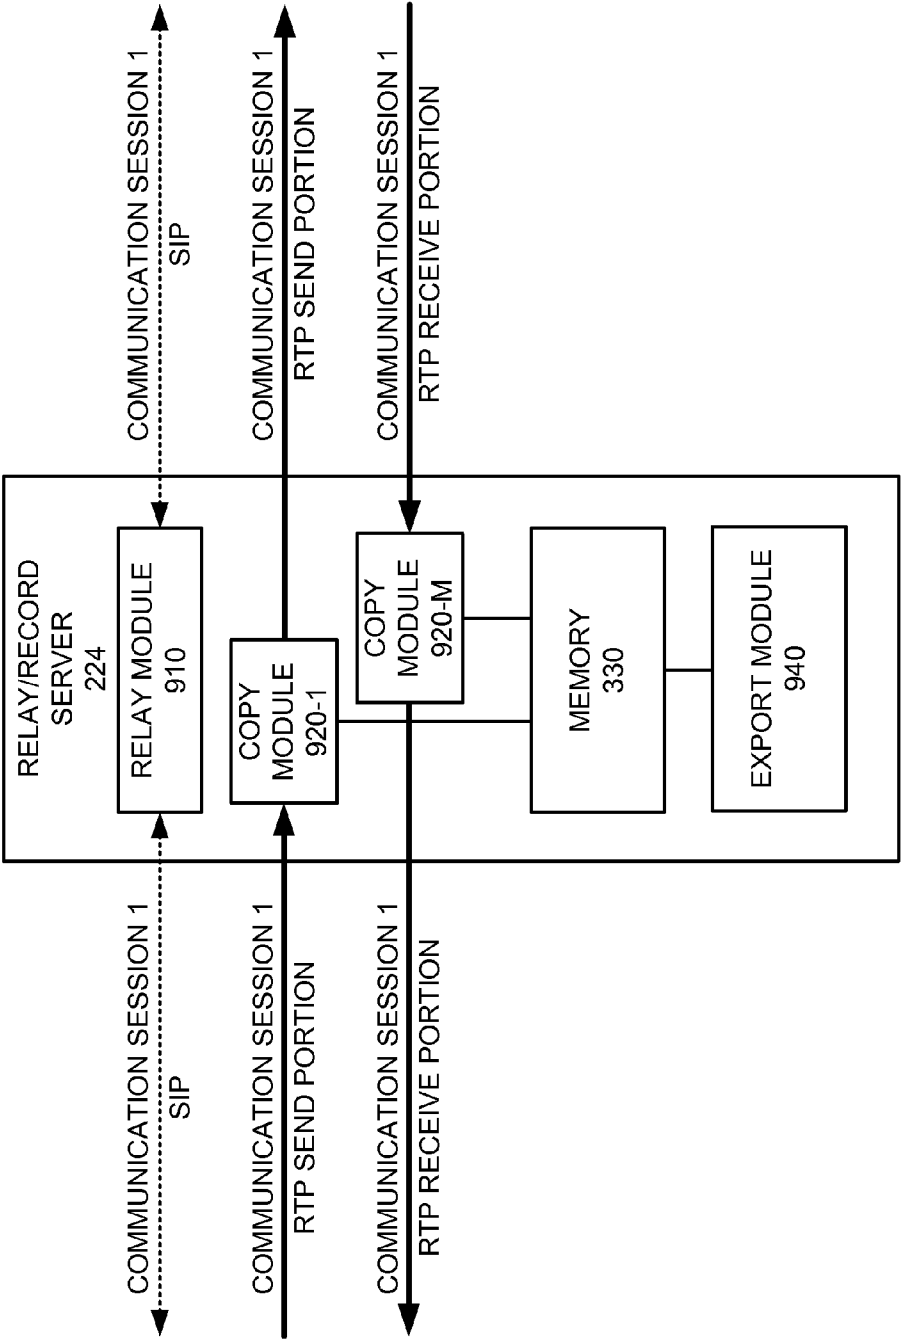 RELAY/RECORD
SERVER
224
COMMUNICATION SESSION 1
SIP
RELAY MODULE
910
COMMUNICATION SESSION 1
SIP
COMMUNICATION SESSION 1
RTP SEND PORTION
COPY
MODULE
920-1
COMMUNICATION SESSION 1
RTP SEND PORTION
COMMUNICATION SESSION 1
RTP RECEIVE PORTION
COPY
MODULE
920-M
COMMUNICATION SESSION 1
RTP RECEIVE PORTION
MEMORY
330
EXPORT MODULE
940